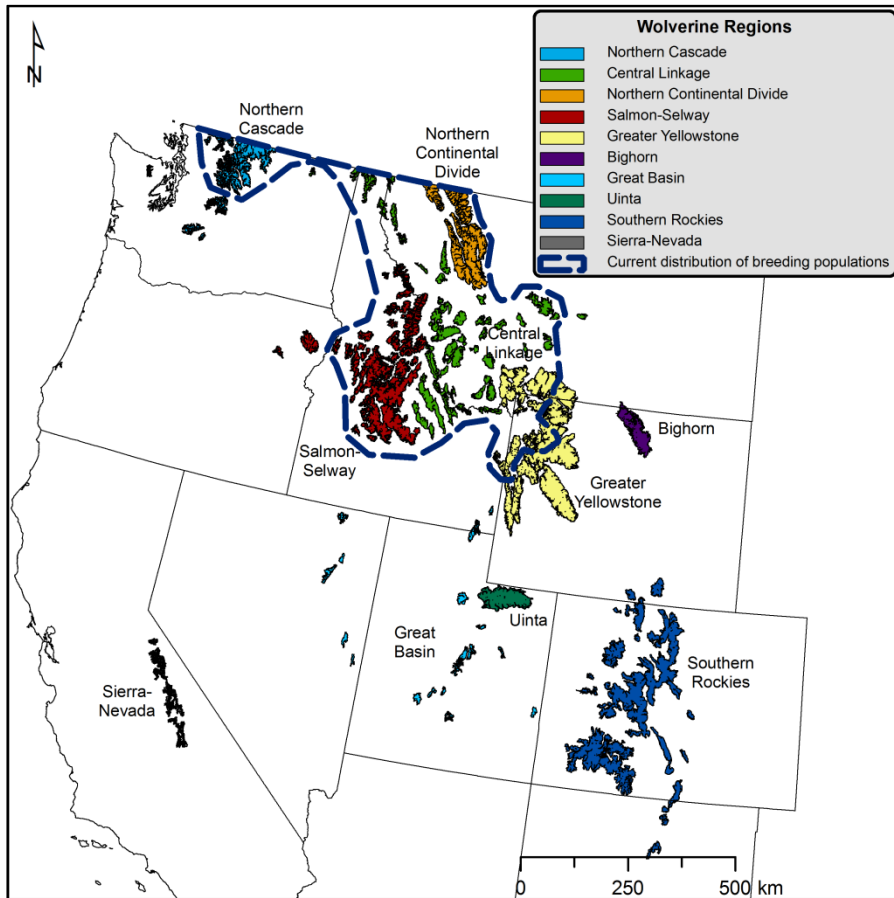 Wolverine Regions
Northern Cascade
Central Linkage
Northern Continental Divide
Salmon-Selway
Greater Yellowstone
Bighorn
Great Basin
Uinta
Southern Rockies
Sierra-Nevada
Current distribution of breeding populations
N
Northern
Cascade
Northern
Continental
Divide
Central
Linkage
Salmon-
Selway
Bighorn
Greater
Yellowstone
Great
Basin
Uinta
Southern
Rockies
Sierra-
Nevada
0 250 500 km